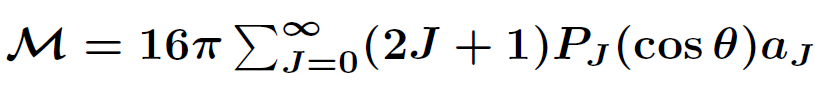 ℳ = 16π ∑_{J=0}^{∞}(2J + 1)P_J(cos θ)a_J